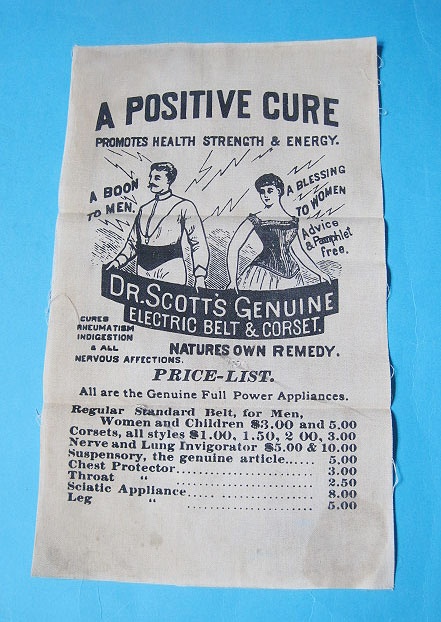 A POSITIVE CURE
PROMOTES HEALTH STRENGTH & ENERGY.
A BOON
TO MEN.
A BLESSING
TO WOMEN
Advice
& Pamphlet
free.
DR. SCOTT'S GENUINE
ELECTRIC BELT & CORSET.
CURES
RHEUMATISM
INDIGESTION
& ALL
NERVOUS AFFECTIONS.
NATURES OWN REMEDY.
PRICE-LIST.
All are the Genuine Full Power Appliances.
Regular Standard Belt, for Men,
Women and Children $3.00 and 5.00
Corsets, all styles $1.00, 1.50, 2 00, 3.00
Nerve and Lung Invigorator $5.00 & 10.00
Suspensory, the genuine article...... 5.00
Chest Protector........................ 3.00
Throat " ........................ 2.50
Sciatic Appliance..................... 8.00
Leg " ........................ 5.00